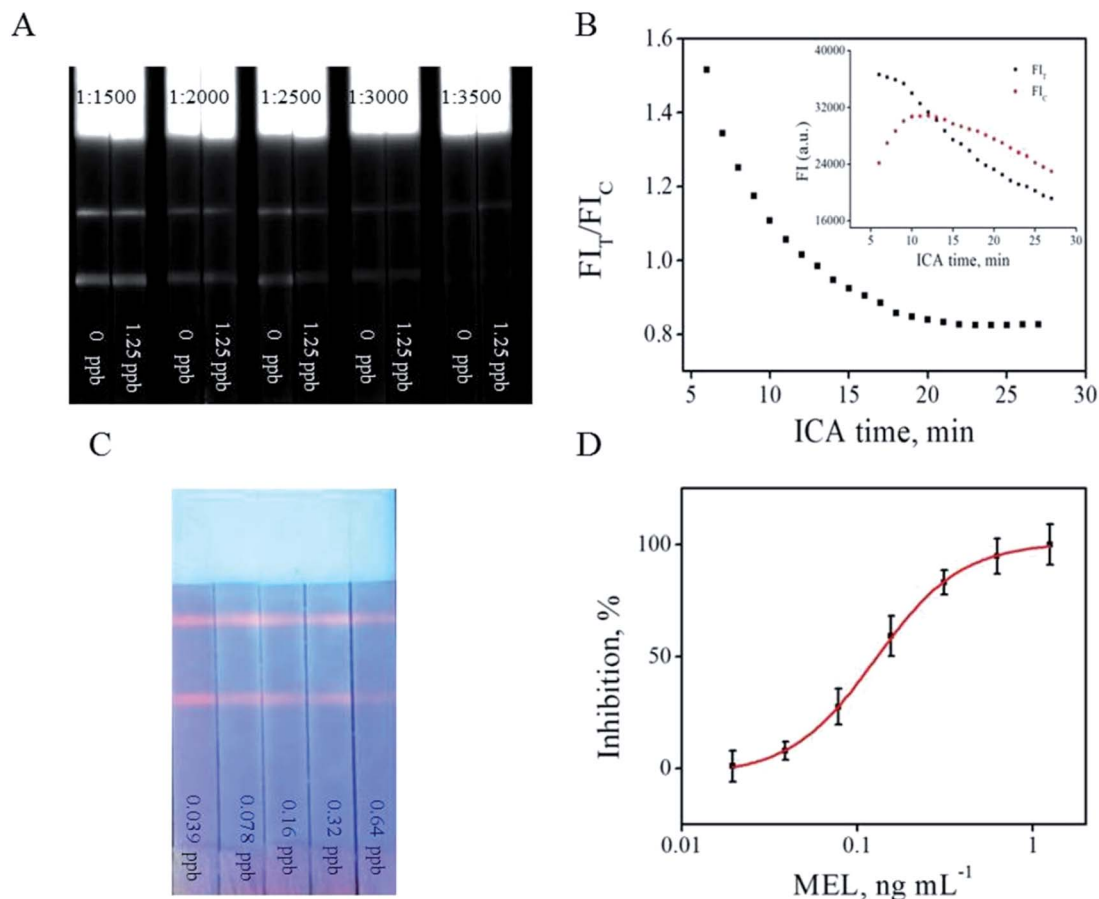 A
1:1500 1:2000 1:2500 1:3000 1:3500
0 ppb 1.25 ppb 0 ppb 1.25 ppb 0 ppb 1.25 ppb 0 ppb 1.25 ppb 0 ppb 1.25 ppb
B
1.6
1.4
1.2
1.0
0.8
FI_T/FI_C
5 10 15 20 25 30
ICA time, min
40000
32000
24000
16000
FI (a.u.)
FI_T
FI_C
5 10 15 20 25 30
ICA time, min
C
0.039 ppb 0.078 ppb 0.16 ppb 0.32 ppb 0.64 ppb
D
100
50
0
Inhibition, %
0.01 0.1 1
MEL, ng mL⁻¹